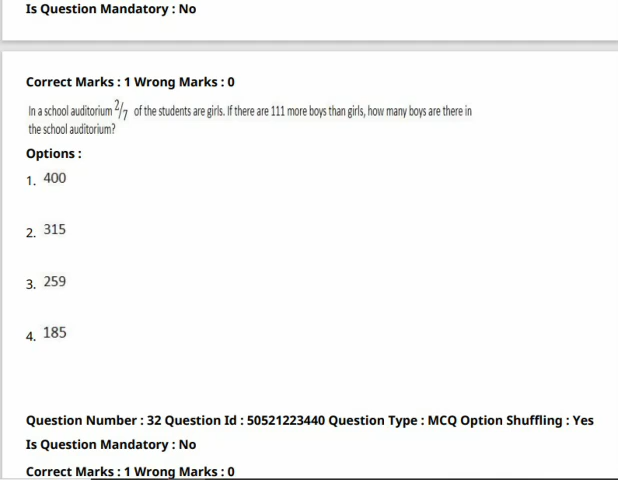 Is Question Mandatory : No
Correct Marks : 1 Wrong Marks : 0
In a school auditorium 2/7 of the students are girls. If there are 111 more boys than girls, how many boys are there in
the school auditorium?
Options :
1. 400
2. 315
3. 259
4. 185
Question Number : 32 Question Id : 50521223440 Question Type : MCQ Option Shuffling : Yes
Is Question Mandatory : No
Correct Marks : 1 Wrong Marks : 0